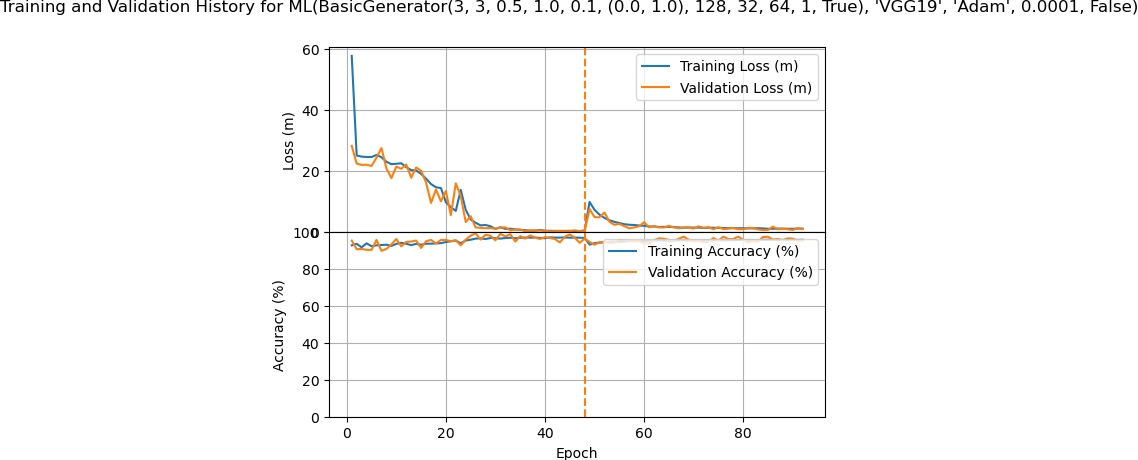 Training and Validation History for ML(BasicGenerator(3, 3, 0.5, 1.0, 0.1, (0.0, 1.0), 128, 32, 64, 1, True), 'VGG19', 'Adam', 0.0001, False)
60
40
20
0
Loss (m)
Training Loss (m)
Validation Loss (m)
100
80
60
40
20
0
Accuracy (%)
Training Accuracy (%)
Validation Accuracy (%)
0 20 40 60 80
Epoch